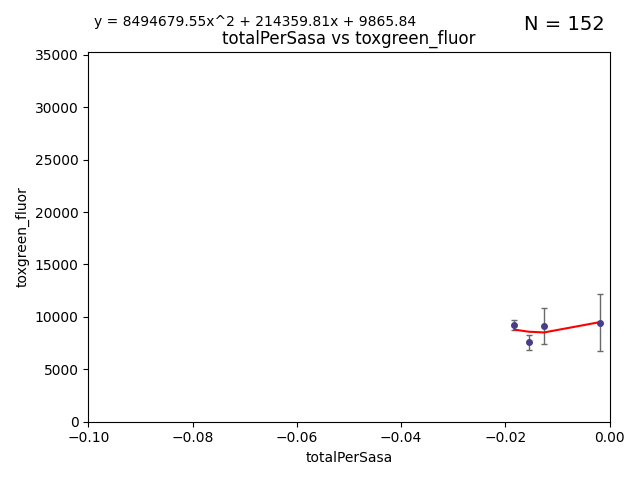 y = 8494679.55x^2 + 214359.81x + 9865.84
N = 152
totalPerSasa vs toxgreen_fluor
35000
30000
25000
20000
15000
10000
5000
0
toxgreen_fluor
−0.10 −0.08 −0.06 −0.04 −0.02 0.00
totalPerSasa